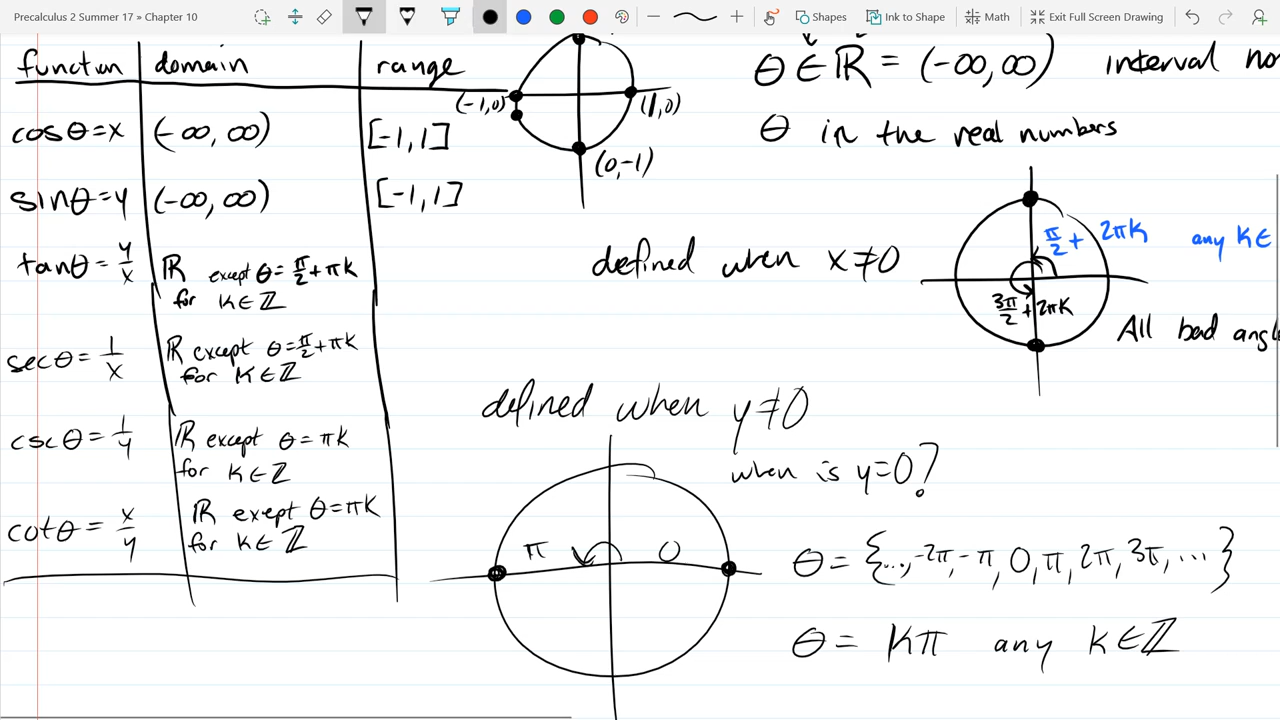 Precalculus 2 Summer 17 » Chapter 10
Shapes
Ink to Shape
Math
Exit Full Screen Drawing
function domain range
cosθ=x (-∞,∞) [-1,1]
sinθ=y (-∞,∞) [-1,1]
tanθ = y/x ℝ except θ=π/2+πk
for k∈ℤ
secθ = 1/x ℝ except θ=π/2+πk
for k∈ℤ
cscθ = 1/y ℝ except θ=πk
for k∈ℤ
cotθ = x/y ℝ exept θ=πk
for k∈ℤ
(-1,0) (1,0)
(0,-1)
θ∈ℝ = (-∞,∞) interval no
θ in the real numbers
defined when x≠0
π/2 + 2πk any k∈
3π/2 + 2πk
All bad angle
defined when y≠0
when is y=0?
π 0
θ = {..., -2π, -π, 0, π, 2π, 3π, ...}
θ = kπ any k∈ℤ